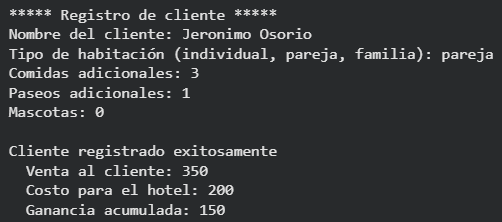 ***** Registro de cliente *****
Nombre del cliente: Jeronimo Osorio
Tipo de habitación (individual, pareja, familia): pareja
Comidas adicionales: 3
Paseos adicionales: 1
Mascotas: 0

Cliente registrado exitosamente
  Venta al cliente: 350
  Costo para el hotel: 200
  Ganancia acumulada: 150